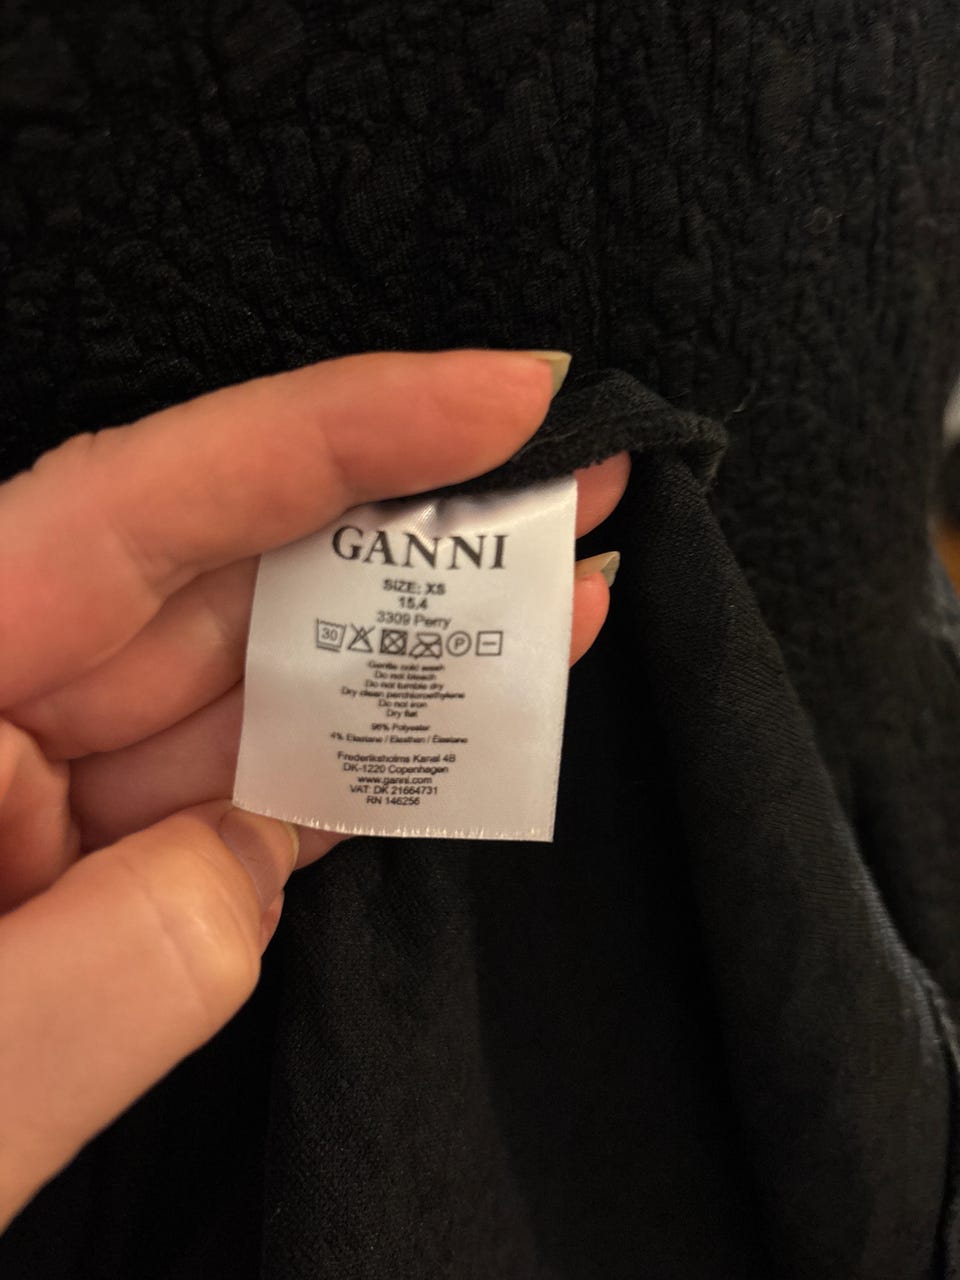 GANNI
SIZE: XS
15,4
3309 Perry
30 P
Gentle cold wash
Do not bleach
Do not tumble dry
Dry clean perchloroethylene
Do not iron
Dry flat
96% Polyester
4% Elastane / Elasthan / Élastane
Frederiksholms Kanal 4B
DK-1220 Copenhagen
www.ganni.com
VAT: DK 21664731
RN 146256